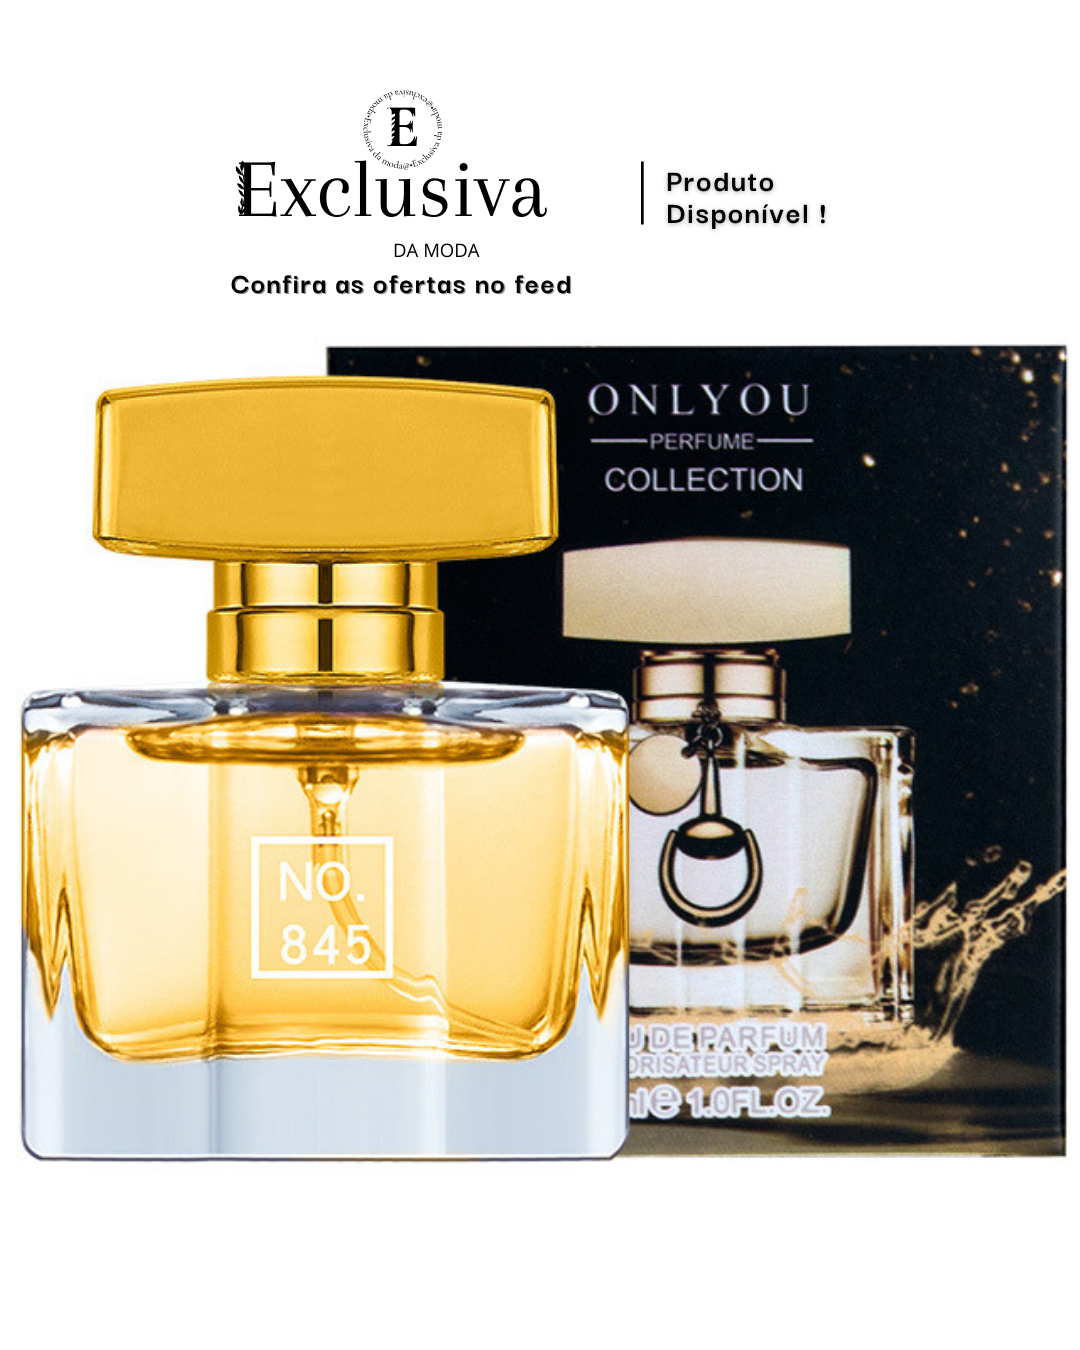 E
Exclusiva
DA MODA
Confira as ofertas no feed
Produto
Disponível !
ONLYOU
PERFUME
COLLECTION
NO.
845
DE PARFUM
SPRAY
1.0FL.OZ.